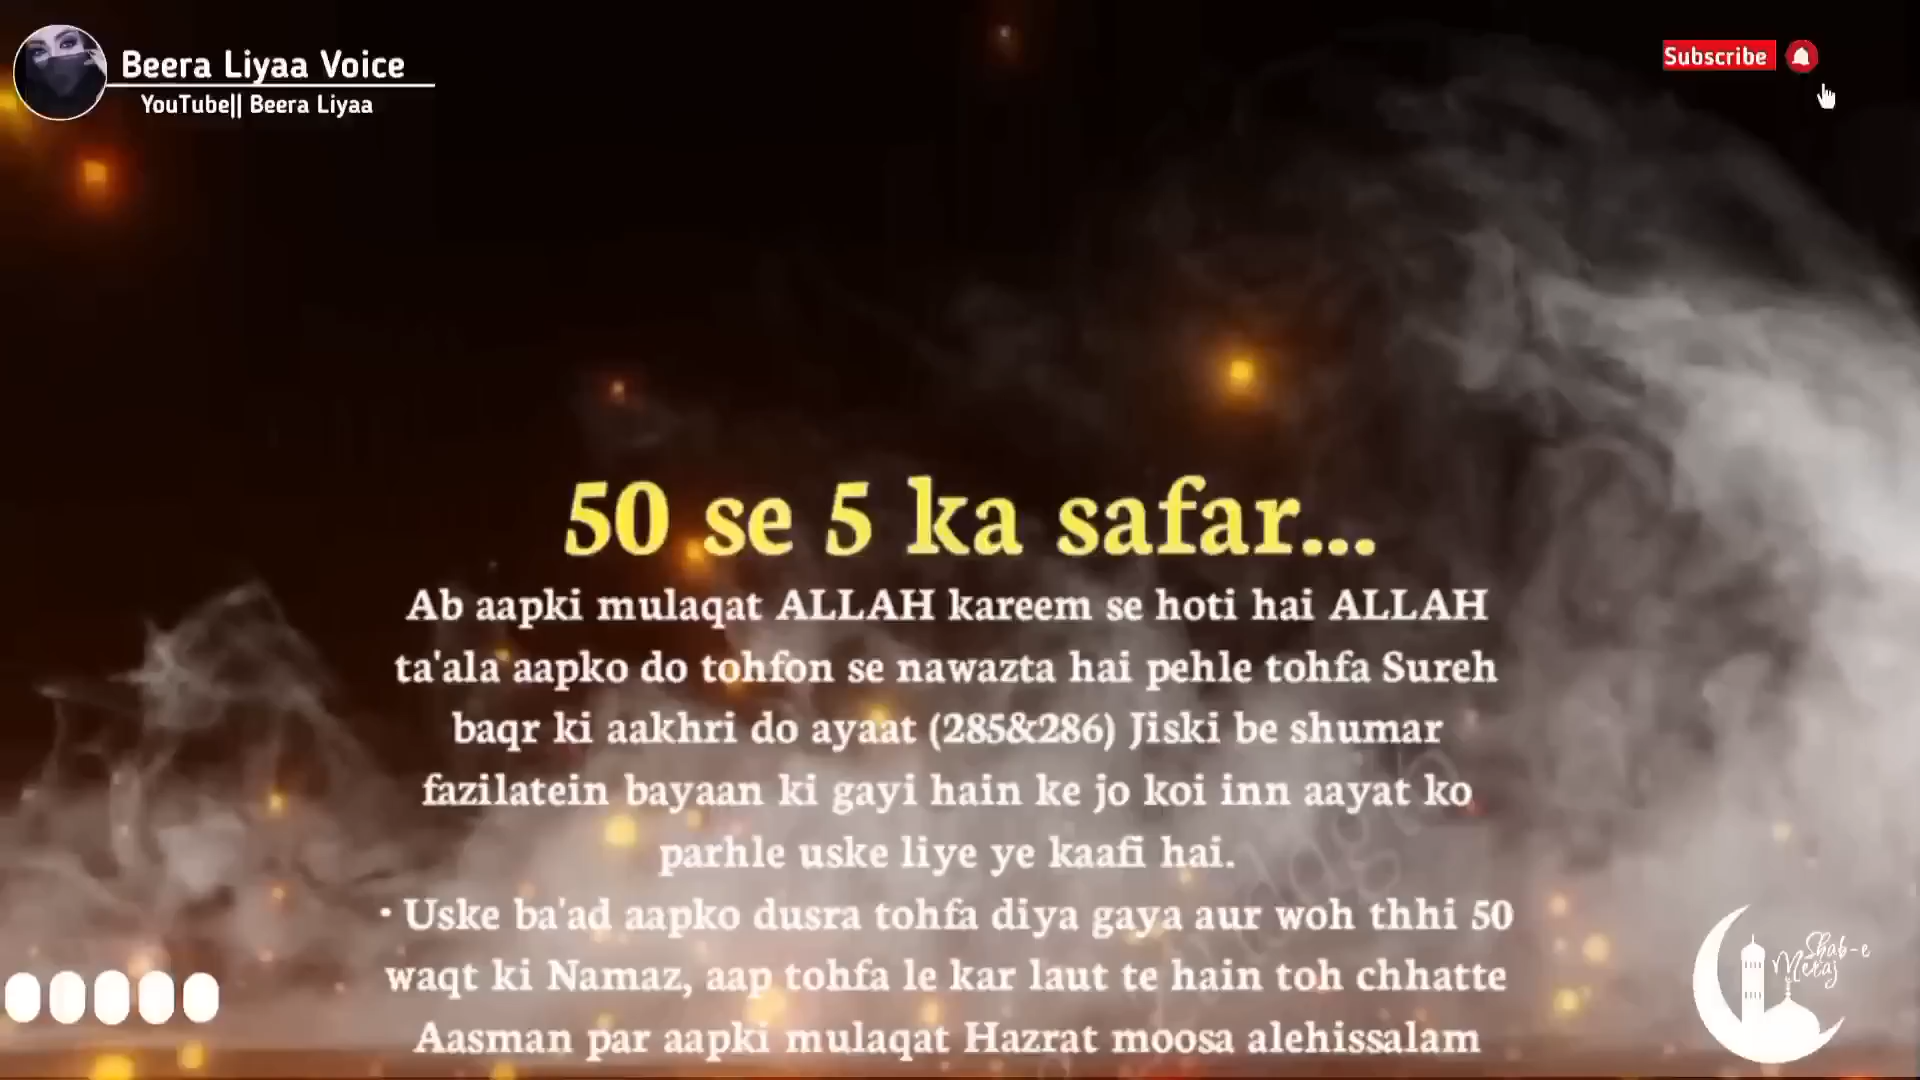 Beera Liyaa Voice
YouTube|| Beera Liyaa
Subscribe
50 se 5 ka safar...
Ab aapki mulaqat ALLAH kareem se hoti hai ALLAH
ta'ala aapko do tohfon se nawazta hai pehle tohfa Sureh
baqr ki aakhri do ayaat (285&286) Jiski be shumar
fazilatein bayaan ki gayi hain ke jo koi inn aayat ko
parhle uske liye ye kaafi hai.
· Uske ba'ad aapko dusra tohfa diya gaya aur woh thhi 50
waqt ki Namaz, aap tohfa le kar laut te hain toh chhatte
Aasman par aapki mulaqat Hazrat moosa alehissalam
Shab-e
Meraj